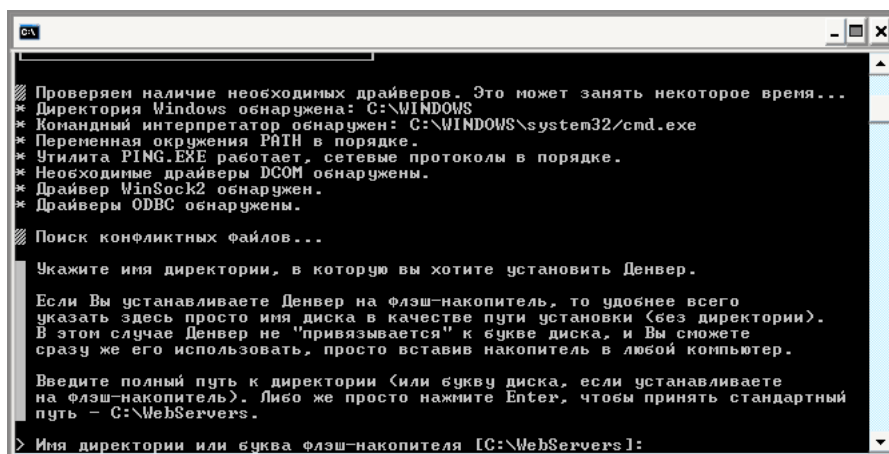 C:\
▒ Проверяем наличие необходимых драйверов. Это может занять некоторое время...
* Директория Windows обнаружена: C:\WINDOWS
* Командный интерпретатор обнаружен: C:\WINDOWS\system32/cmd.exe
* Переменная окружения PATH в порядке.
* Утилита PING.EXE работает, сетевые протоколы в порядке.
* Необходимые драйверы DCOM обнаружены.
* Драйвер WinSock2 обнаружен.
* Драйверы ODBC обнаружены.
▒ Поиск конфликтных файлов...
Укажите имя директории, в которую вы хотите установить Денвер.
Если Вы устанавливаете Денвер на флэш-накопитель, то удобнее всего
указать здесь просто имя диска в качестве пути установки (без директории).
В этом случае Денвер не "привязывается" к букве диска, и Вы сможете
сразу же его использовать, просто вставив накопитель в любой компьютер.
Введите полный путь к директории (или букву диска, если устанавливаете
на флэш-накопитель). Либо же просто нажмите Enter, чтобы принять стандартный
путь - C:\WebServers.
> Имя директории или буква флэш-накопителя [C:\WebServers]: